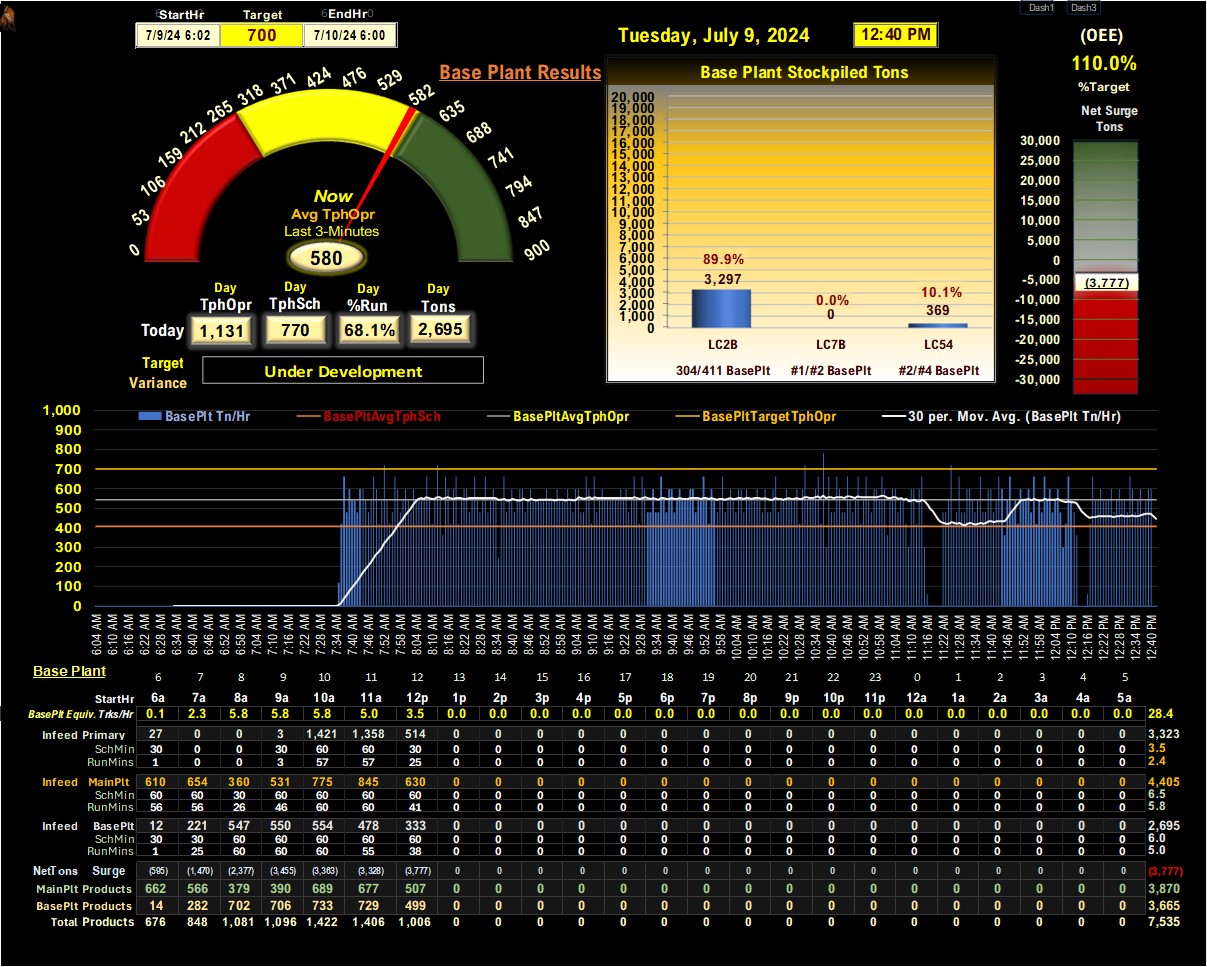 Dash1 Dash3
StartHr Target EndHr
7/9/24 6:02 700 7/10/24 6:00
Tuesday, July 9, 2024 12:40 PM
(OEE)
110.0%
%Target
Net Surge
Tons
Base Plant Results
0 53 106 159 212 265 318 371 424 476 529 582 635 688 741 794 847 900
Now
Avg TphOpr
Last 3-Minutes
580
Day Day Day Day
TphOpr TphSch %Run Tons
Today 1,131 770 68.1% 2,695
Target
Variance
Under Development
Base Plant Stockpiled Tons
20,000
19,000
18,000
17,000
16,000
15,000
14,000
13,000
12,000
11,000
10,000
9,000
8,000
7,000
6,000
5,000
4,000
3,000
2,000
1,000
0
89.9% 0.0% 10.1%
3,297 0 369
LC2B LC7B LC54
304/411 BasePlt #1/#2 BasePlt #2/#4 BasePlt
30,000
25,000
20,000
15,000
10,000
5,000
0
-5,000
-10,000
-15,000
-20,000
-25,000
-30,000
(3,777)
BasePlt Tn/Hr BasePltAvgTphSch BasePltAvgTphOpr BasePltTargetTphOpr 30 per. Mov. Avg. (BasePlt Tn/Hr)
1,000
900
800
700
600
500
400
300
200
100
0
6:04 AM 6:10 AM 6:16 AM 6:22 AM 6:28 AM 6:34 AM 6:40 AM 6:46 AM 6:52 AM 6:58 AM 7:04 AM 7:10 AM 7:16 AM 7:22 AM 7:28 AM 7:34 AM 7:40 AM 7:46 AM 7:52 AM 7:58 AM 8:04 AM 8:10 AM 8:16 AM 8:22 AM 8:28 AM 8:34 AM 8:40 AM 8:46 AM 8:52 AM 8:58 AM 9:04 AM 9:10 AM 9:16 AM 9:22 AM 9:28 AM 9:34 AM 9:40 AM 9:46 AM 9:52 AM 9:58 AM 10:04 AM 10:10 AM 10:16 AM 10:22 AM 10:28 AM 10:34 AM 10:40 AM 10:46 AM 10:52 AM 10:58 AM 11:04 AM 11:10 AM 11:16 AM 11:22 AM 11:28 AM 11:34 AM 11:40 AM 11:46 AM 11:52 AM 11:58 AM 12:04 PM 12:10 PM 12:16 PM 12:22 PM 12:28 PM 12:34 PM 12:40 PM
Base Plant 6 7 8 9 10 11 12 13 14 15 16 17 18 19 20 21 22 23 0 1 2 3 4 5
StartHr 6a 7a 8a 9a 10a 11a 12p 1p 2p 3p 4p 5p 6p 7p 8p 9p 10p 11p 12a 1a 2a 3a 4a 5a
BasePlt Equiv. Trks/Hr 0.1 2.3 5.8 5.8 5.8 5.0 3.5 0.0 0.0 0.0 0.0 0.0 0.0 0.0 0.0 0.0 0.0 0.0 0.0 0.0 0.0 0.0 0.0 0.0 28.4
Infeed Primary 27 0 0 3 1,421 1,358 514 0 0 0 0 0 0 0 0 0 0 0 0 0 0 0 0 0 3,323
SchMin 30 0 0 30 60 60 30 0 0 0 0 0 0 0 0 0 0 0 0 0 0 0 0 0 3.5
RunMins 1 0 0 3 57 57 25 0 0 0 0 0 0 0 0 0 0 0 0 0 0 0 0 0 2.4
Infeed MainPlt 610 654 360 531 775 845 630 0 0 0 0 0 0 0 0 0 0 0 0 0 0 0 0 0 4,405
SchMin 60 60 30 60 60 60 60 0 0 0 0 0 0 0 0 0 0 0 0 0 0 0 0 0 6.5
RunMins 56 56 26 46 60 60 41 0 0 0 0 0 0 0 0 0 0 0 0 0 0 0 0 0 5.8
Infeed BasePlt 12 221 547 550 554 478 333 0 0 0 0 0 0 0 0 0 0 0 0 0 0 0 0 0 2,695
SchMin 30 30 60 60 60 60 60 0 0 0 0 0 0 0 0 0 0 0 0 0 0 0 0 0 6.0
RunMins 1 25 60 60 60 55 38 0 0 0 0 0 0 0 0 0 0 0 0 0 0 0 0 0 5.0
NetTons Surge (595) (1,470) (2,377) (3,455) (3,363) (3,328) (3,777) 0 0 0 0 0 0 0 0 0 0 0 0 0 0 0 0 0 (3,777)
MainPlt Products 662 566 379 390 689 677 507 0 0 0 0 0 0 0 0 0 0 0 0 0 0 0 0 0 3,870
BasePlt Products 14 282 702 706 733 729 499 0 0 0 0 0 0 0 0 0 0 0 0 0 0 0 0 0 3,665
Total Products 676 848 1,081 1,096 1,422 1,406 1,006 0 0 0 0 0 0 0 0 0 0 0 0 0 0 0 0 0 7,535